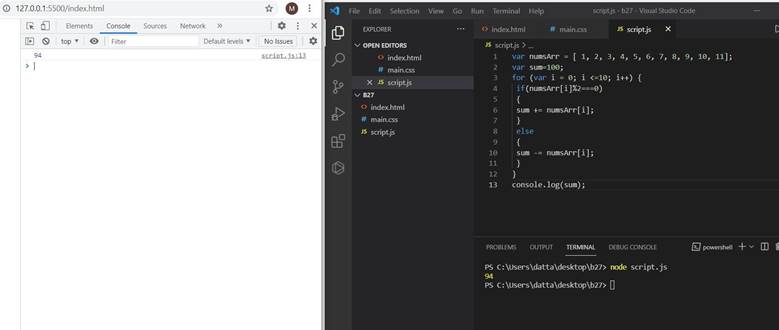 127.0.0.1:5500/index.html
M
Elements Console Sources Network »
top Filter Default levels No Issues
94 script.js:13
>
File Edit Selection View Go Run Terminal Help script.js - b27 - Visual Studio Code
EXPLORER ...
OPEN EDITORS
index.html
main.css
× script.js
B27
index.html
main.css
script.js
index.html main.css script.js ×
script.js > ...
1 var numsArr = [ 1, 2, 3, 4, 5, 6, 7, 8, 9, 10, 11];
2 var sum=100;
3 for (var i = 0; i <=10; i++) {
4 if(numsArr[i]%2===0)
5 {
6 sum += numsArr[i];
7 }
8 else
9 {
10 sum -= numsArr[i];
11 }
12 }
13 console.log(sum);
PROBLEMS OUTPUT TERMINAL DEBUG CONSOLE powershell
PS C:\Users\datta\desktop\b27> node script.js
94
PS C:\Users\datta\desktop\b27>